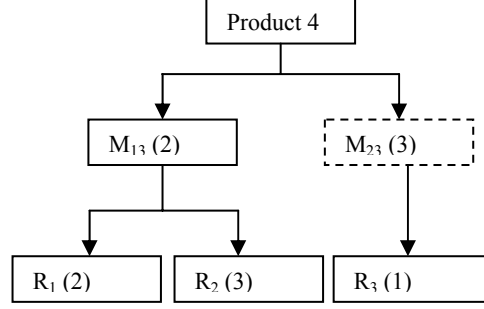 Product 4
M₁₃ (2)
M₂₃ (3)
R₁ (2)
R₂ (3)
R₃ (1)